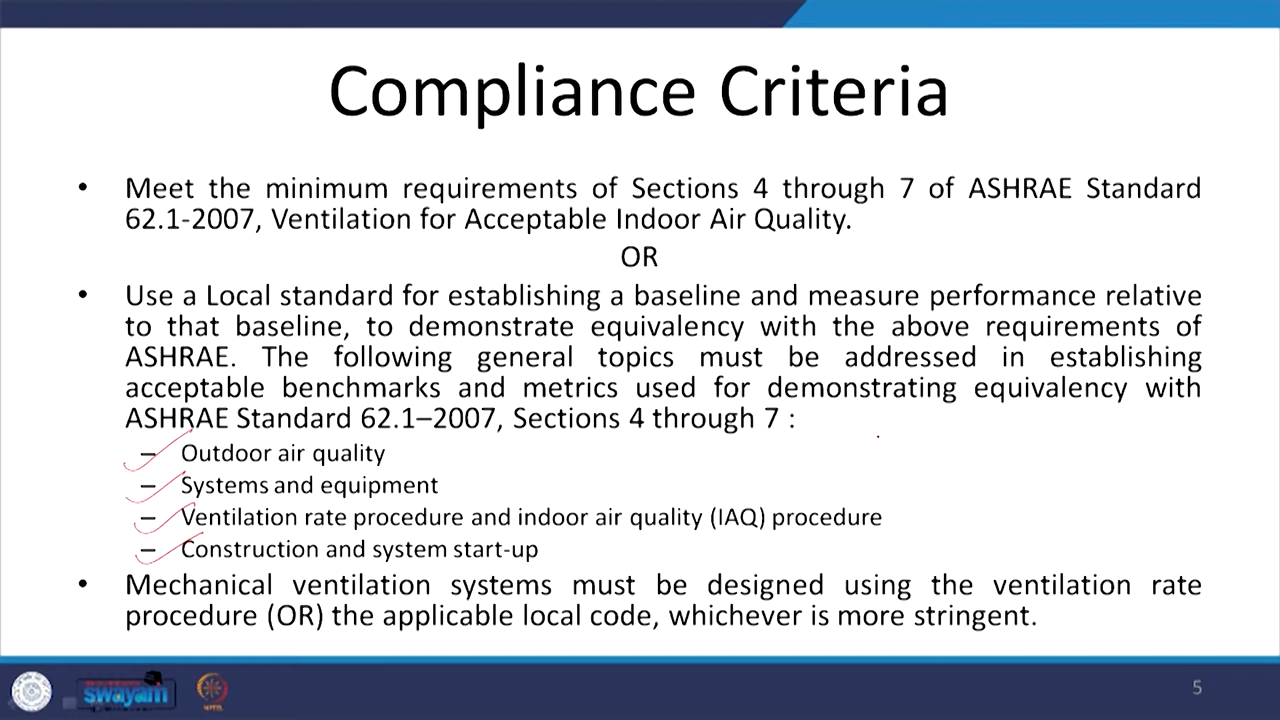 Compliance Criteria
• Meet the minimum requirements of Sections 4 through 7 of ASHRAE Standard
62.1-2007, Ventilation for Acceptable Indoor Air Quality.
OR
• Use a Local standard for establishing a baseline and measure performance relative
to that baseline, to demonstrate equivalency with the above requirements of
ASHRAE. The following general topics must be addressed in establishing
acceptable benchmarks and metrics used for demonstrating equivalency with
ASHRAE Standard 62.1–2007, Sections 4 through 7 :
– Outdoor air quality
– Systems and equipment
– Ventilation rate procedure and indoor air quality (IAQ) procedure
– Construction and system start-up
• Mechanical ventilation systems must be designed using the ventilation rate
procedure (OR) the applicable local code, whichever is more stringent.
swayam
5